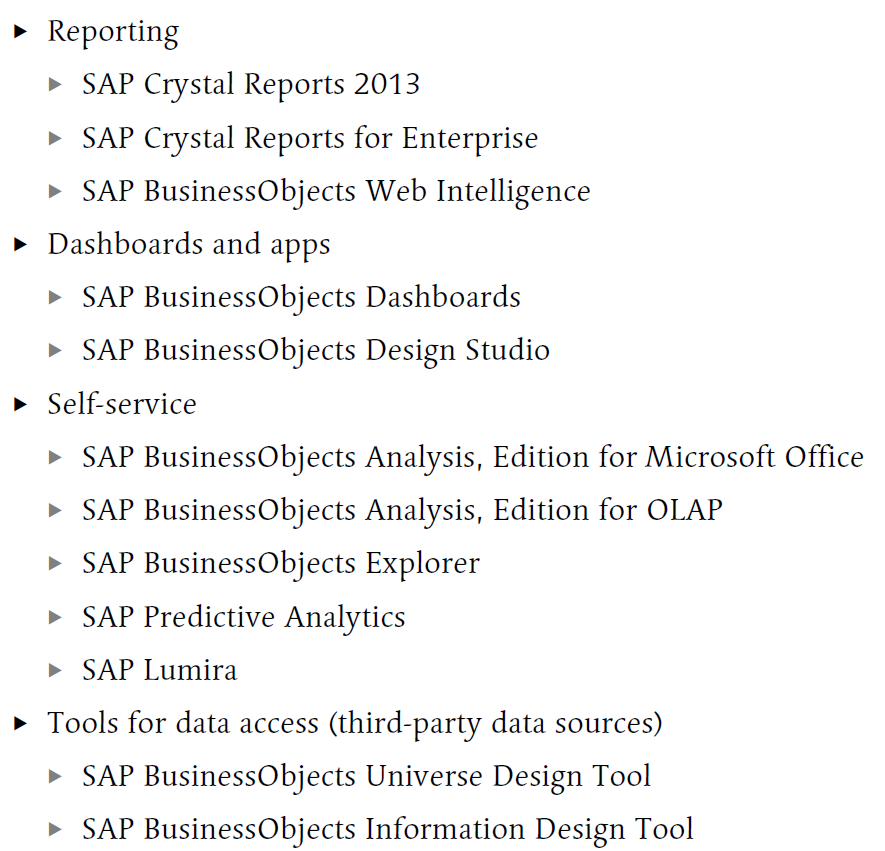 Reporting
SAP Crystal Reports 2013
SAP Crystal Reports for Enterprise
SAP BusinessObjects Web Intelligence
Dashboards and apps
SAP BusinessObjects Dashboards
SAP BusinessObjects Design Studio
Self-service
SAP BusinessObjects Analysis, Edition for Microsoft Office
SAP BusinessObjects Analysis, Edition for OLAP
SAP BusinessObjects Explorer
SAP Predictive Analytics
SAP Lumira
Tools for data access (third-party data sources)
SAP BusinessObjects Universe Design Tool
SAP BusinessObjects Information Design Tool